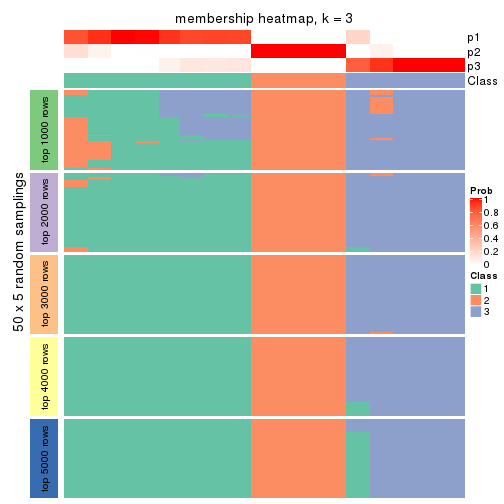 membership heatmap, k = 3
p1
p2
p3
Class
50 x 5 random samplings
top 1000 rows
top 2000 rows
top 3000 rows
top 4000 rows
top 5000 rows
Prob
1
0.8
0.6
0.4
0.2
0
Class
1
2
3